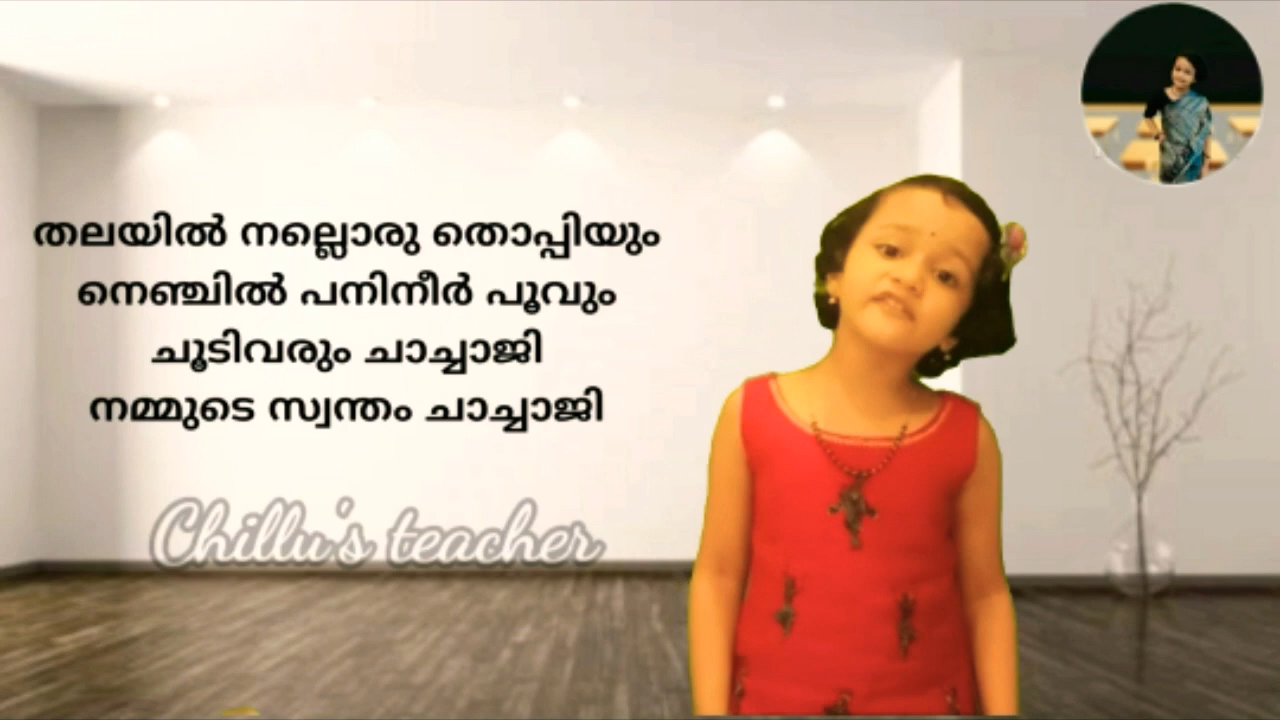 തലയിൽ നല്ലൊരു തൊപ്പിയും
നെഞ്ചിൽ പനിനീർ പൂവും
ചൂടിവരും ചാച്ചാജി
നമ്മുടെ സ്വന്തം ചാച്ചാജി
Chillu's teacher